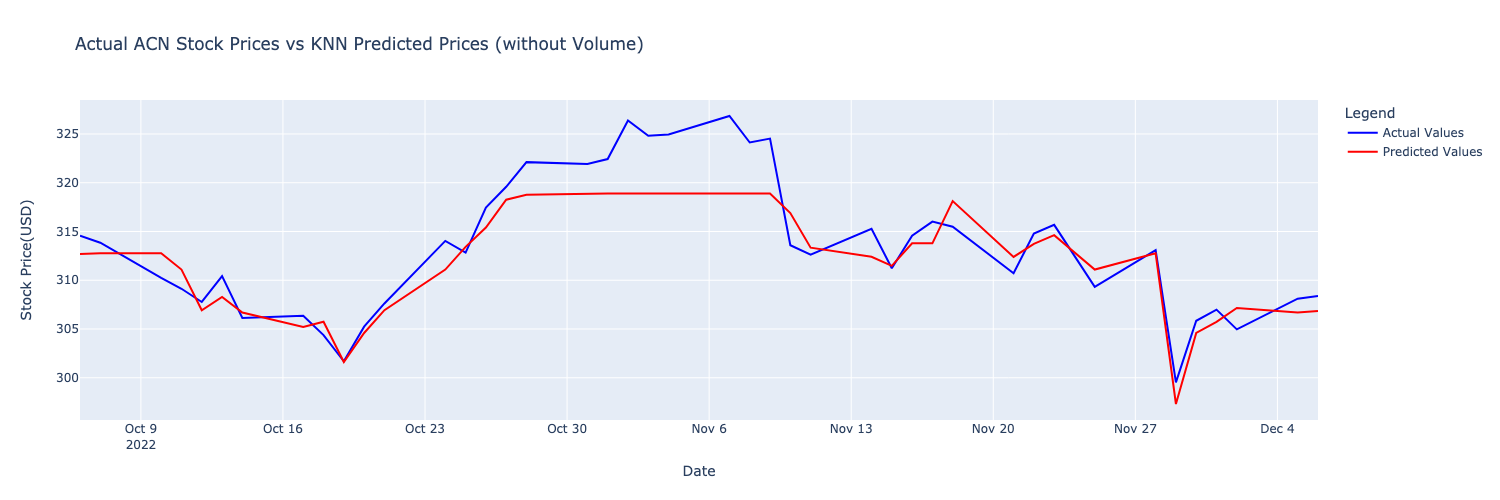 Actual ACN Stock Prices vs KNN Predicted Prices (without Volume)
Legend
Actual Values
Predicted Values
Stock Price(USD)
325
320
315
310
305
300
Oct 9
2022
Oct 16
Oct 23
Oct 30
Nov 6
Nov 13
Nov 20
Nov 27
Dec 4
Date